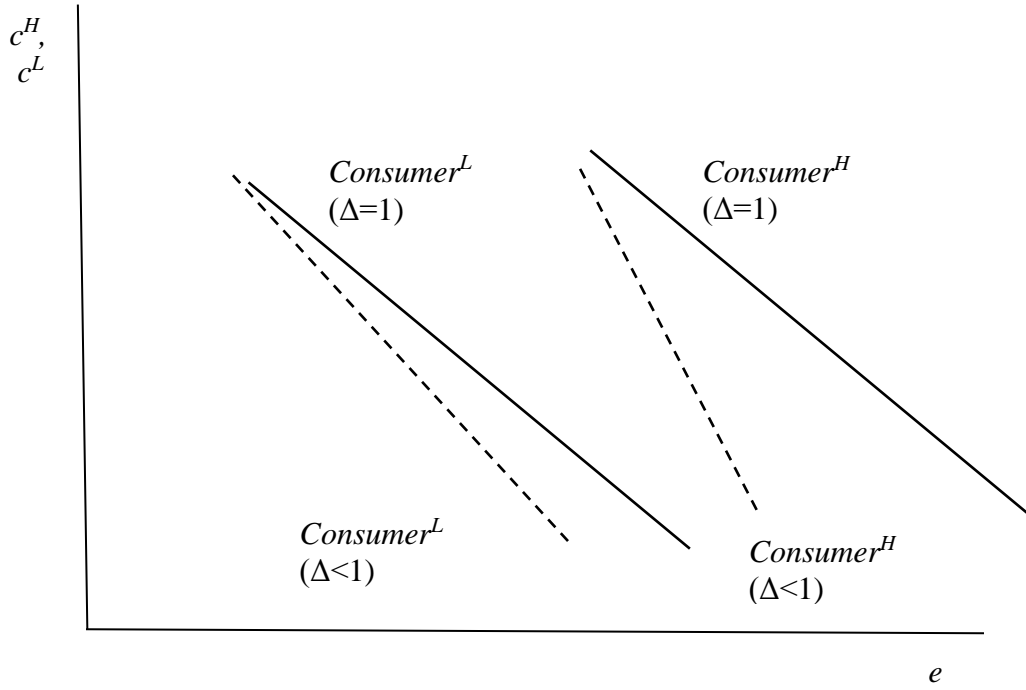 c^H,
c^L
Consumer^L
(Δ=1)
Consumer^H
(Δ=1)
Consumer^L
(Δ<1)
Consumer^H
(Δ<1)
e